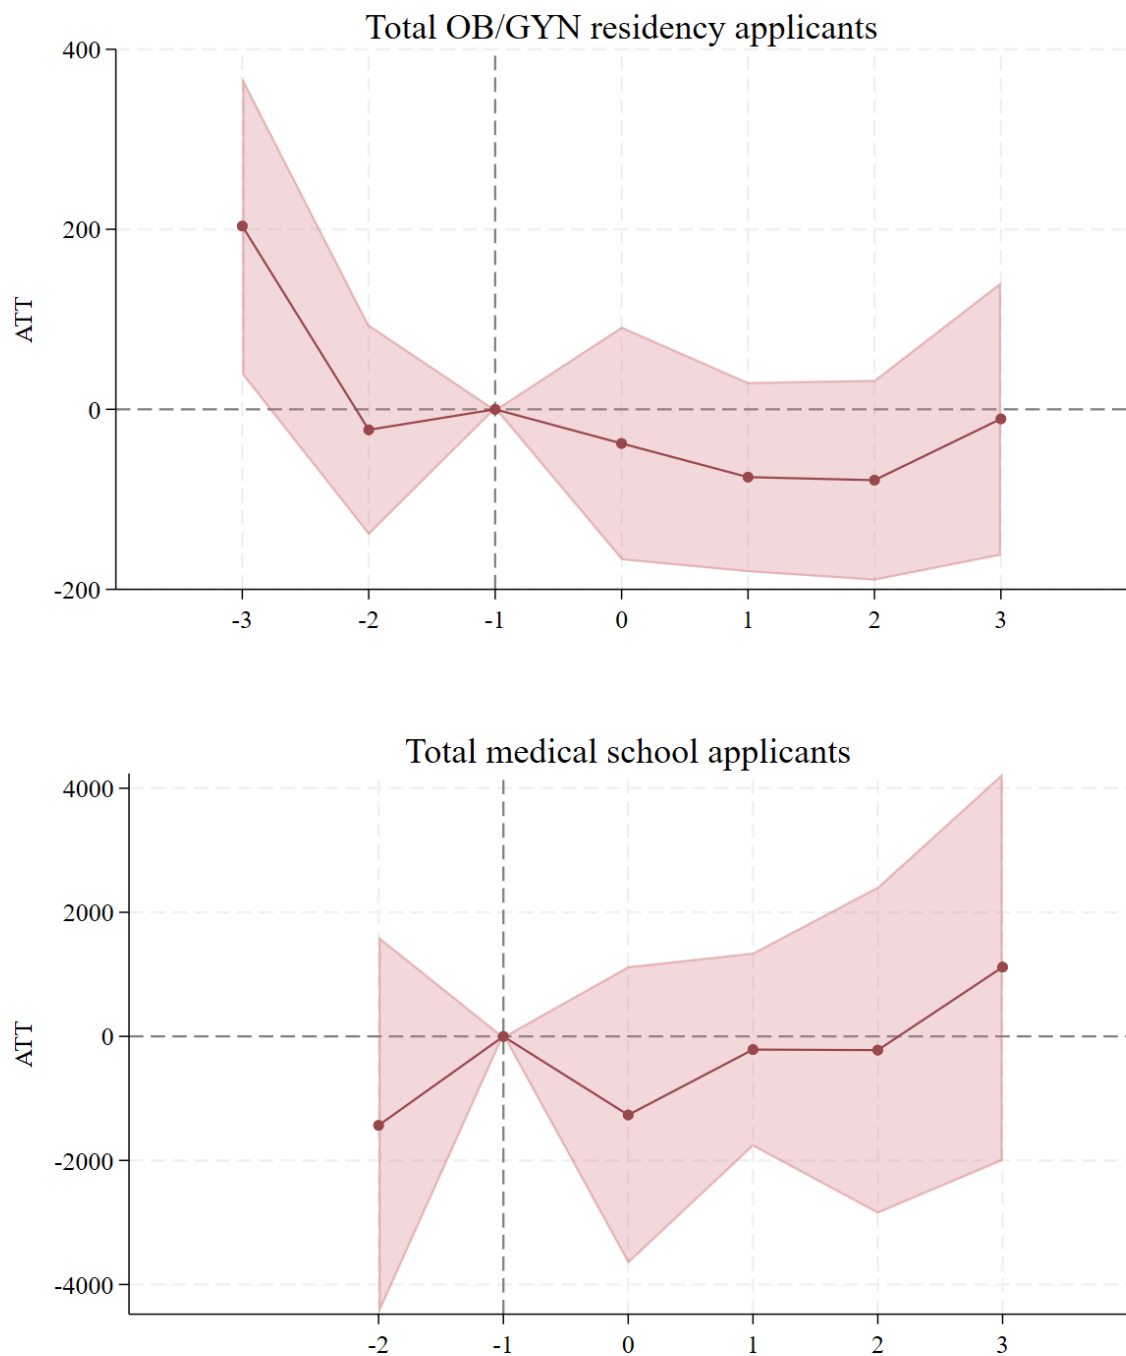 Total OB/GYN residency applicants
400
200
0
-200
ATT
-3 -2 -1 0 1 2 3
Total medical school applicants
4000
2000
0
-2000
-4000
ATT
-2 -1 0 1 2 3